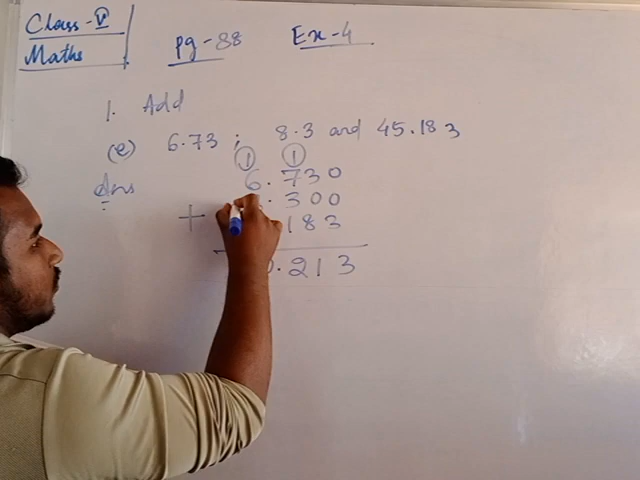 Class - V
Maths
pg - 88
Ex - 4
1. Add
(e) 6.73 ; 8.3 and 45.183
1 1
Ans 6.730
.300
+ 183
.213